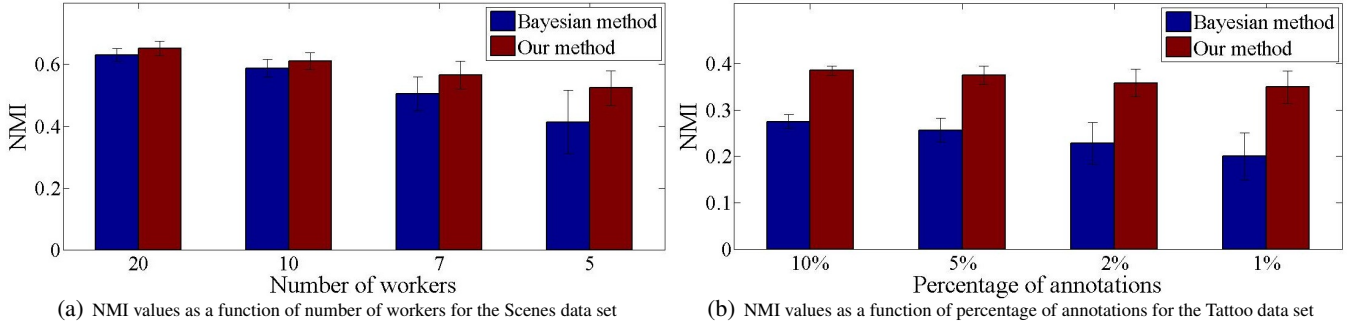 Bayesian method
Our method
NMI
0.6
0.4
0.2
0
20 10 7 5
Number of workers
(a) NMI values as a function of number of workers for the Scenes data set
Bayesian method
Our method
NMI
0.4
0.3
0.2
0.1
0
10% 5% 2% 1%
Percentage of annotations
(b) NMI values as a function of percentage of annotations for the Tattoo data set